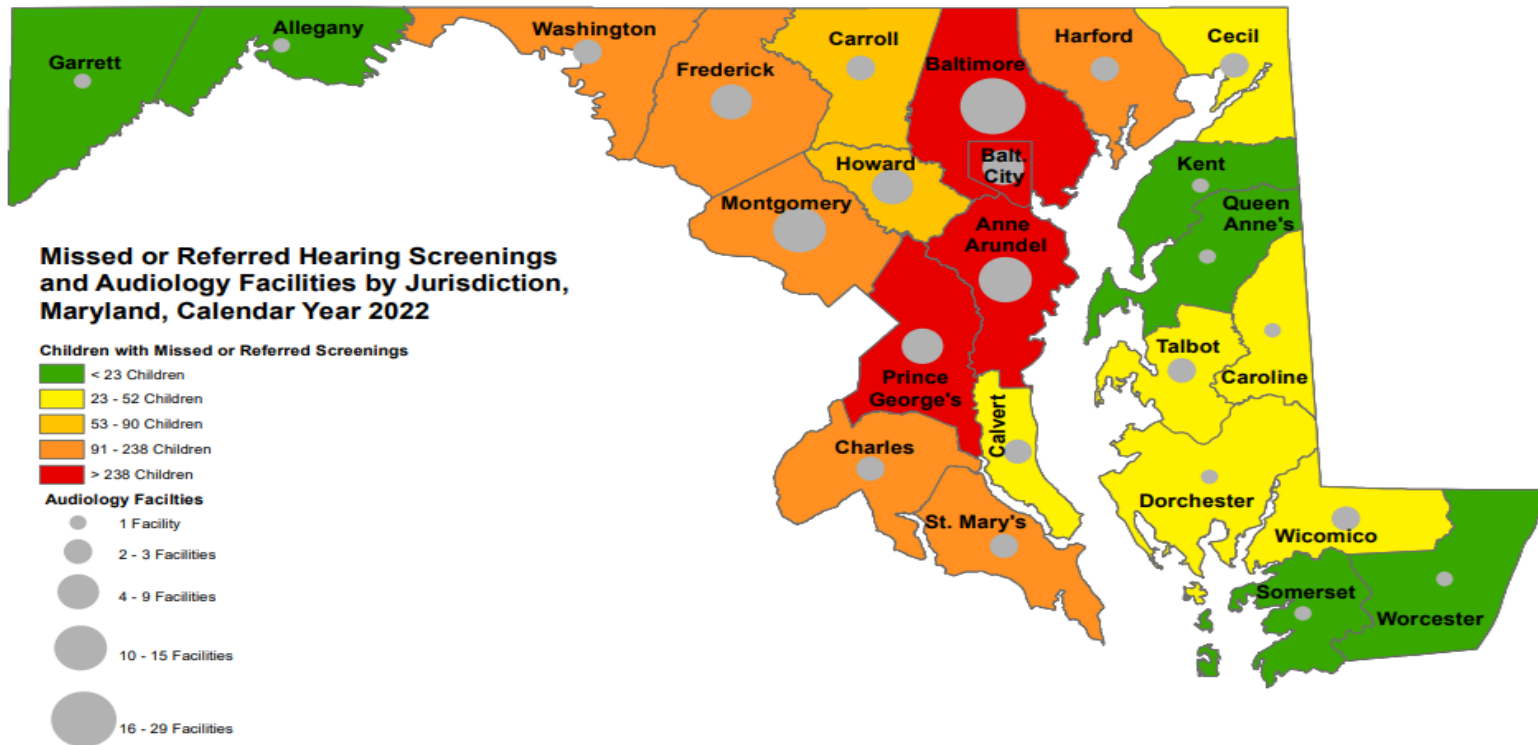 Garrett
Allegany
Washington
Frederick
Carroll
Baltimore
Harford
Cecil
Howard
Balt.
City
Kent
Queen
Anne's
Montgomery
Anne
Arundel
Missed or Referred Hearing Screenings
and Audiology Facilities by Jurisdiction,
Maryland, Calendar Year 2022
Children with Missed or Referred Screenings
< 23 Children
23 - 52 Children
53 - 90 Children
91 - 238 Children
> 238 Children
Audiology Facilties
1 Facility
2 - 3 Facilities
4 - 9 Facilities
10 - 15 Facilities
16 - 29 Facilities
Prince
George's
Talbot
Caroline
Calvert
Charles
St. Mary's
Dorchester
Wicomico
Somerset
Worcester